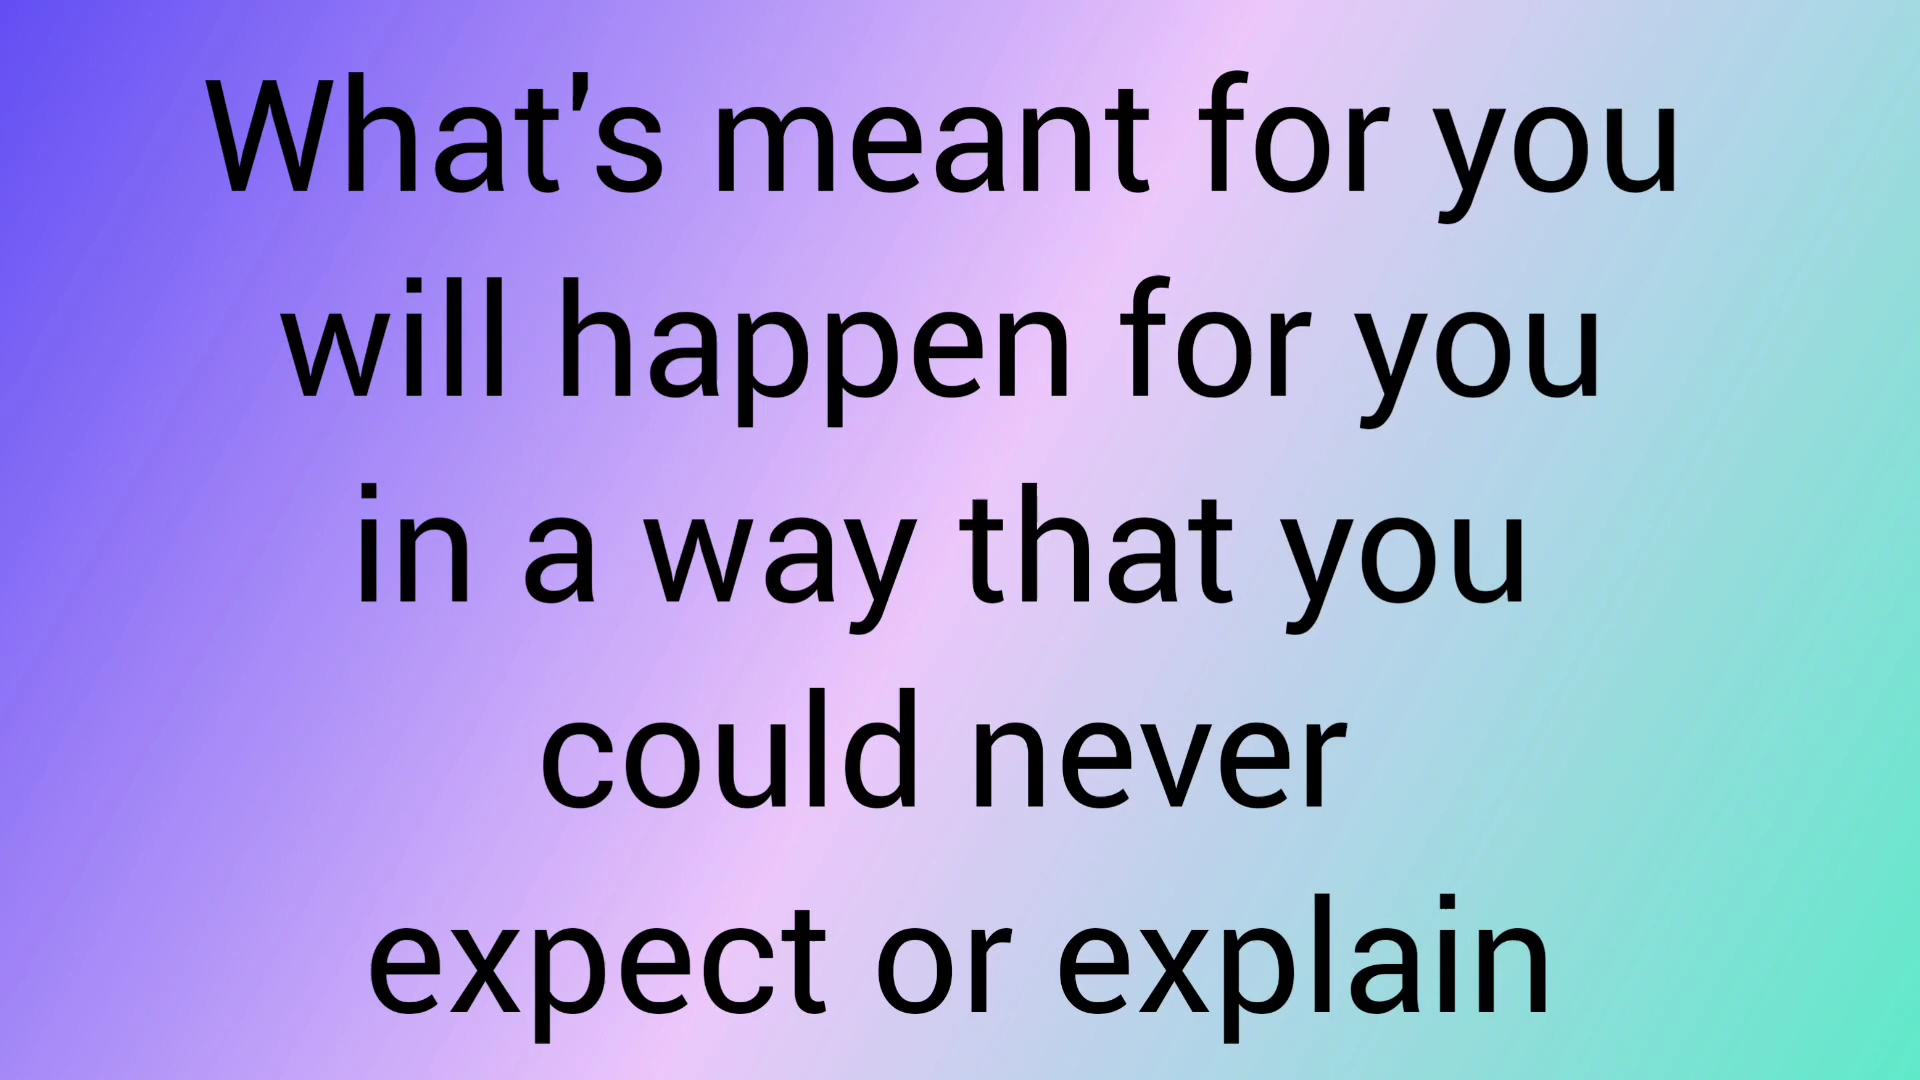 What's meant for you
will happen for you
in a way that you
could never
expect or explain